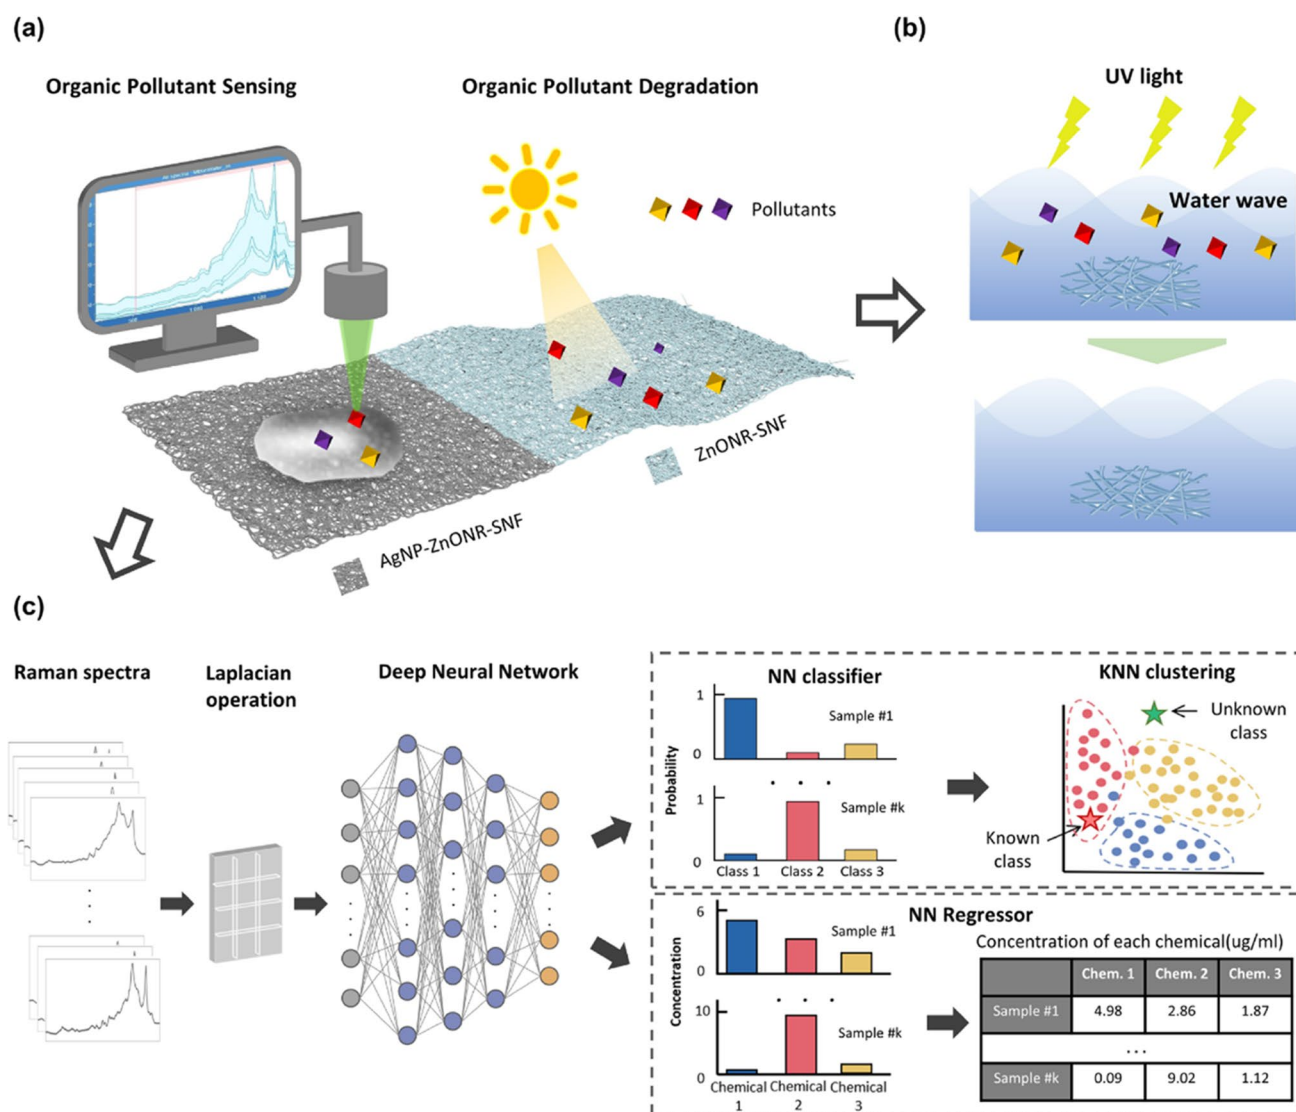 (a)
(b)
Organic Pollutant Sensing
Organic Pollutant Degradation
UV light
Pollutants
Water wave
ZnONR-SNF
AgNP-ZnONR-SNF
(c)
Raman spectra
Laplacian
operation
Deep Neural Network
NN classifier
KNN clustering
Probability
1
0
Sample #1
. . .
1
0
Sample #k
Class 1
Class 2
Class 3
Unknown
class
Known
class
NN Regressor
Concentration
6
0
Sample #1
. . .
10
0
Sample #k
Chemical
1
Chemical
2
Chemical
3
Concentration of each chemical(ug/ml)
Chem. 1 Chem. 2 Chem. 3
Sample #1 4.98 2.86 1.87
...
Sample #k 0.09 9.02 1.12